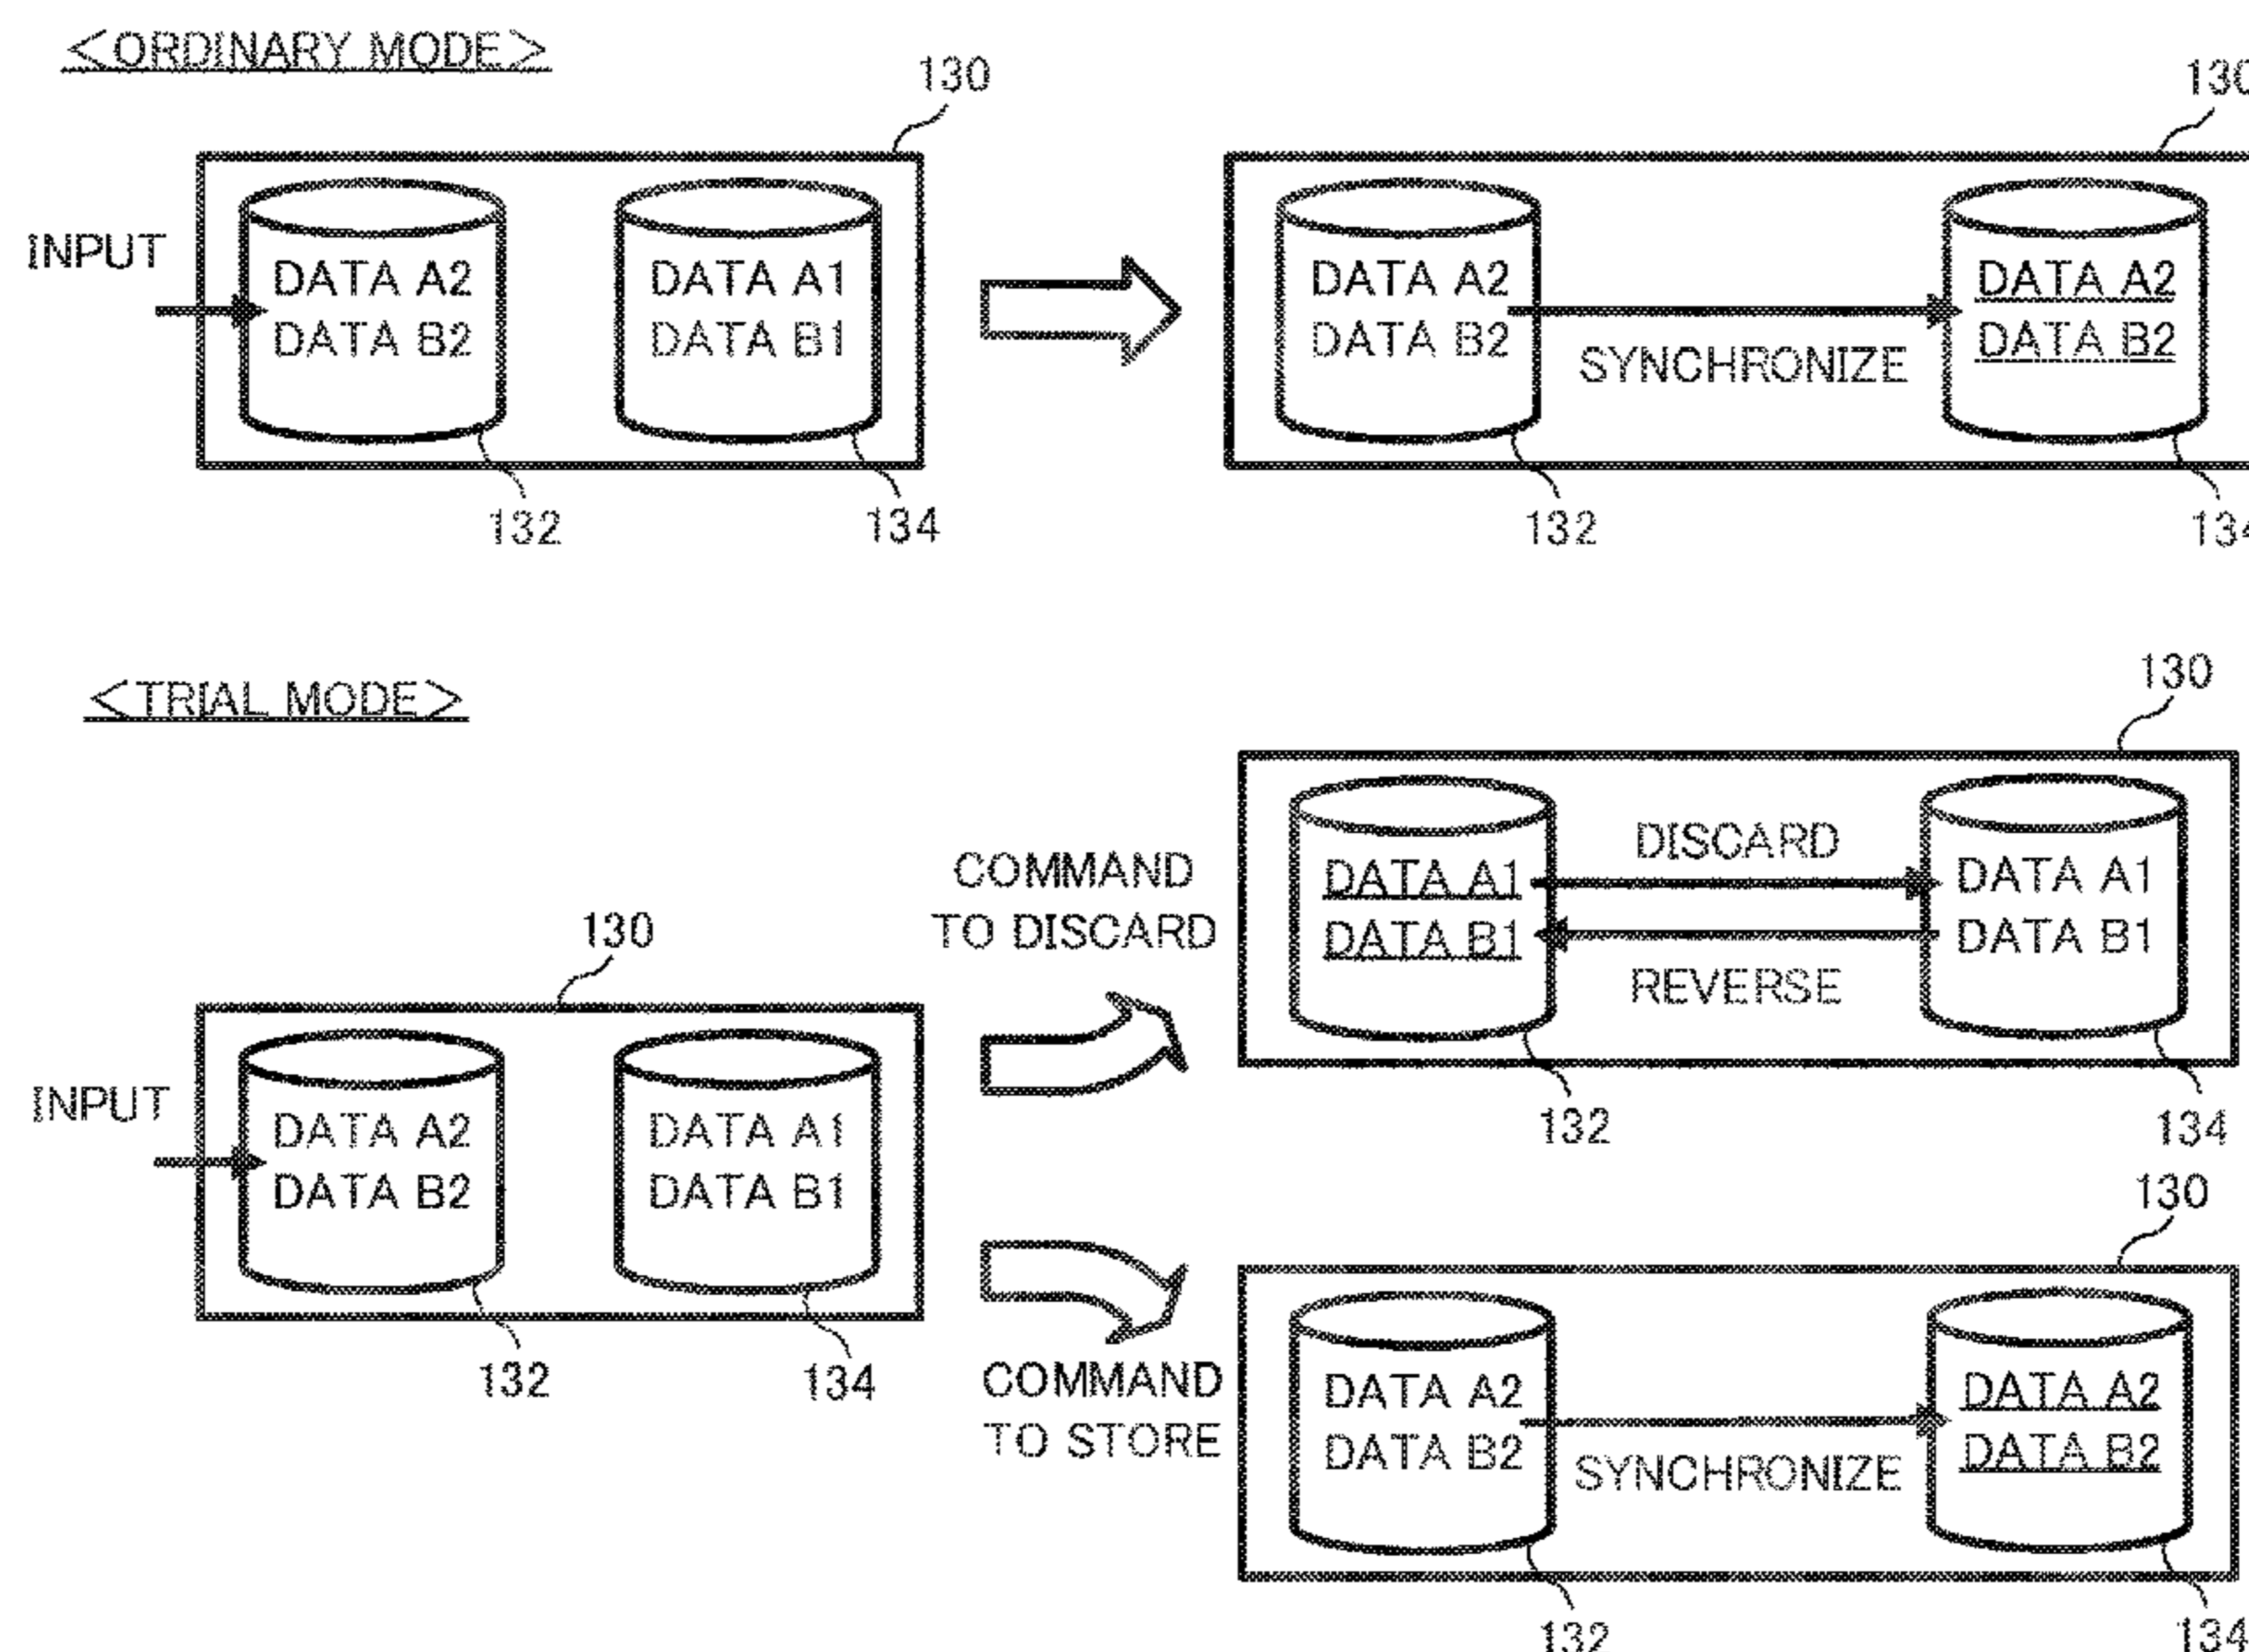 <ORDINARY MODE>
130
130
INPUT
DATA A2
DATA B2
DATA A1
DATA B1
DATA A2
DATA B2
SYNCHRONIZE
DATA A2
DATA B2
132
134
132
134
<TRIAL MODE>
130
COMMAND
TO DISCARD
DISCARD
DATA A1
DATA B1
DATA A1
DATA B1
REVERSE
132
134
130
INPUT
DATA A2
DATA B2
DATA A1
DATA B1
132
134
COMMAND
TO STORE
130
DATA A2
DATA B2
SYNCHRONIZE
DATA A2
DATA B2
132
134